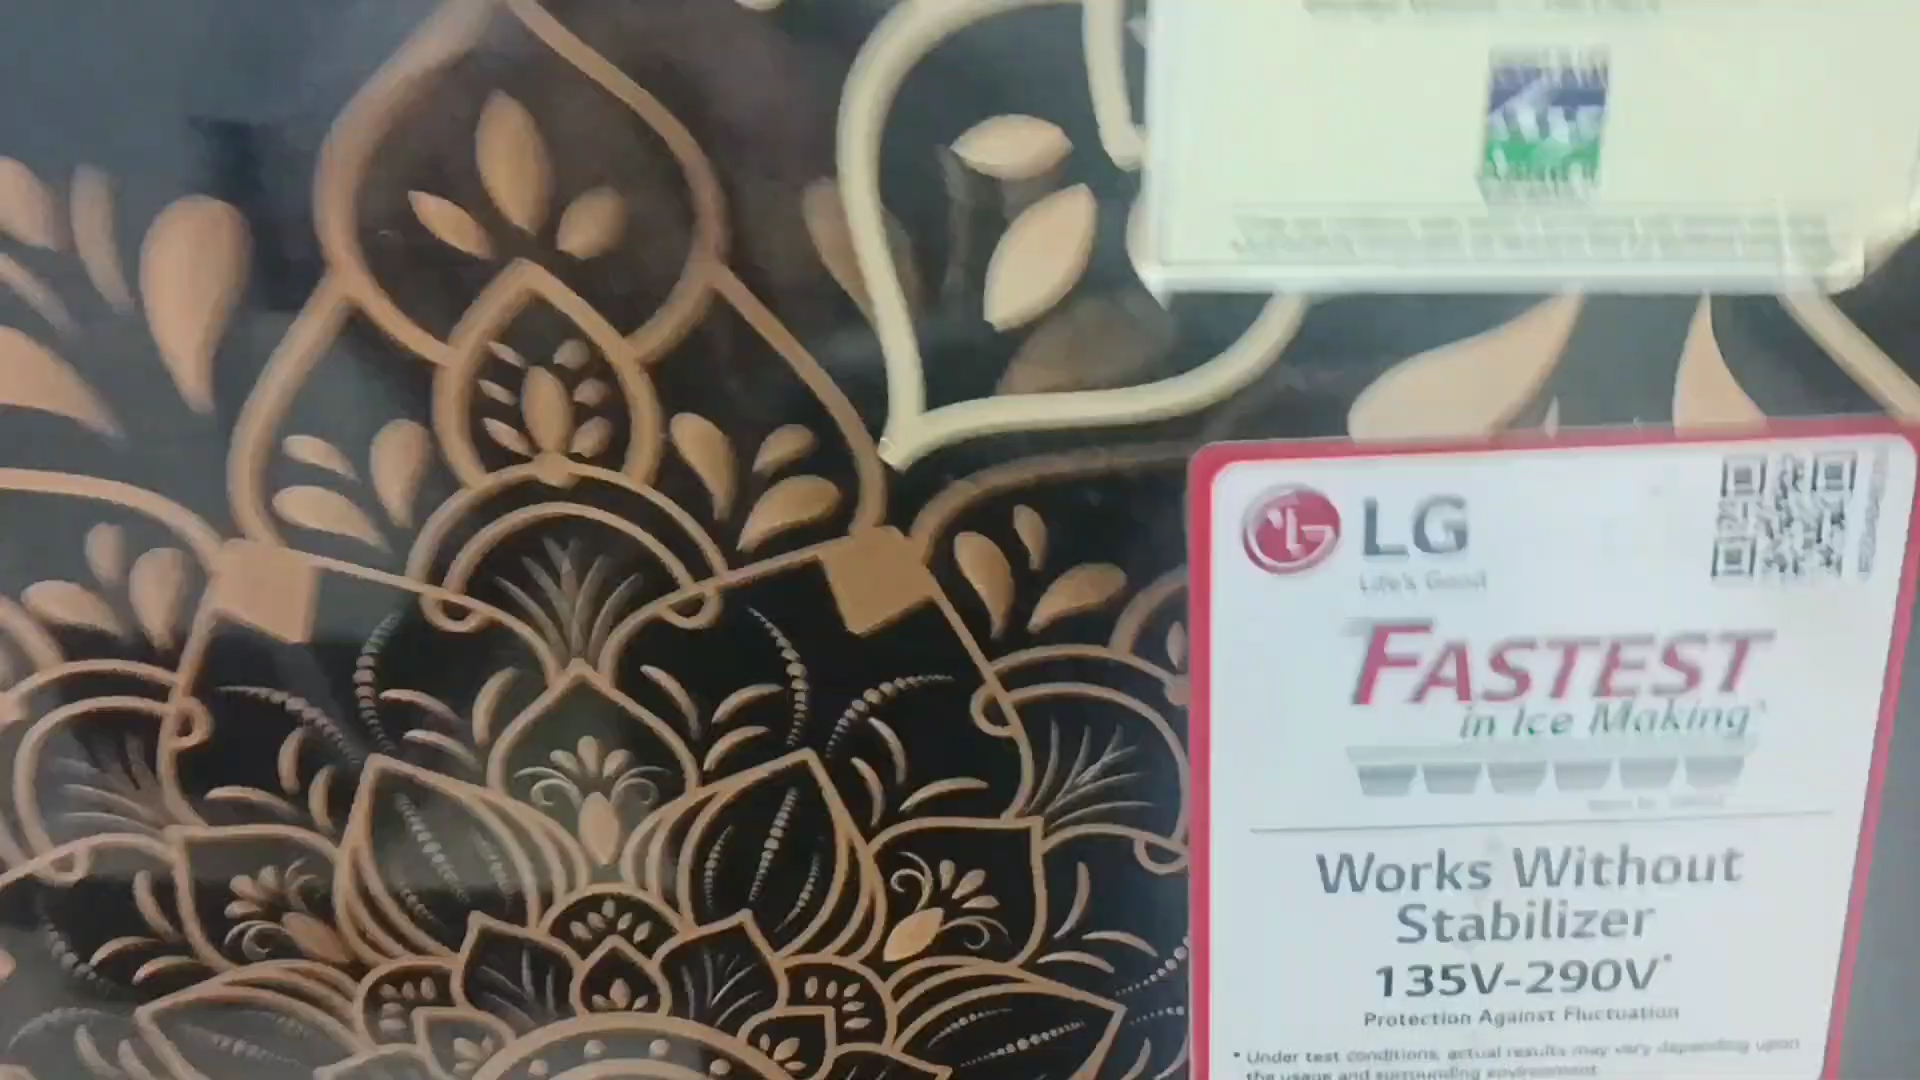 LG
Life's Good
FASTEST
in Ice Making*
Works Without
Stabilizer
135V-290V*
Protection Against Fluctuation
* Under test conditions, actual results may vary depending upon
the usage and surrounding environment